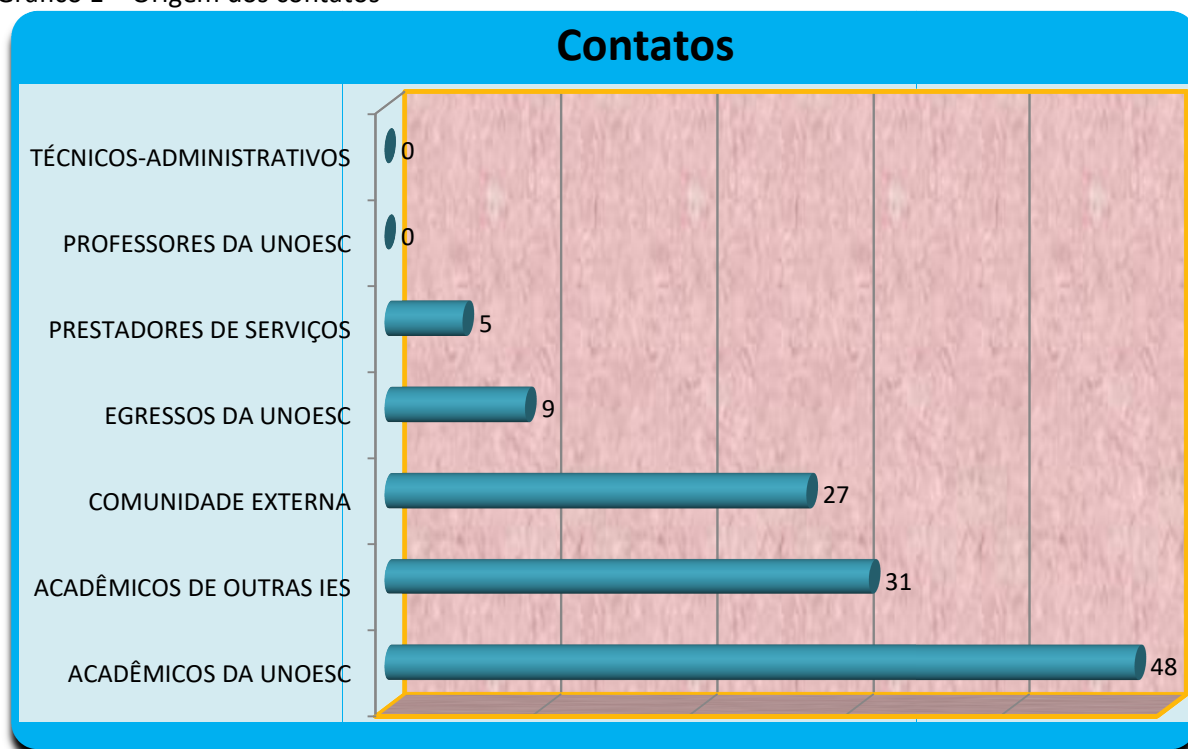 Contatos
TÉCNICOS-ADMINISTRATIVOS 0
PROFESSORES DA UNOESC 0
PRESTADORES DE SERVIÇOS 5
EGRESSOS DA UNOESC 9
COMUNIDADE EXTERNA 27
ACADÊMICOS DE OUTRAS IES 31
ACADÊMICOS DA UNOESC 48